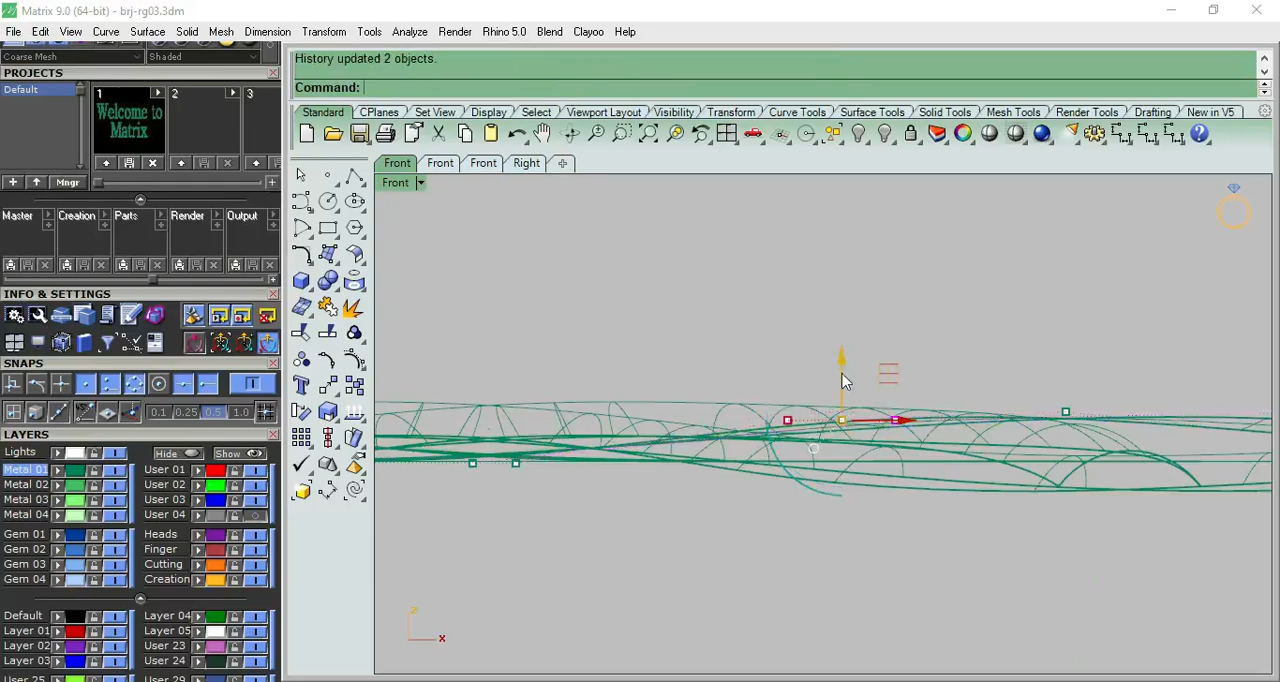 Matrix 9.0 (64-bit) - brj-rg03.3dm
File Edit View Curve Surface Solid Mesh Dimension Transform Tools Analyze Render Rhino 5.0 Blend Clayoo Help
Coarse Mesh Shaded
History updated 2 objects.
Command:
PROJECTS
Default
1 2 3
Welcome to Matrix
Mngr
Standard CPlanes Set View Display Select Viewport Layout Visibility Transform Curve Tools Surface Tools Solid Tools Mesh Tools Render Tools Drafting New in V5
Front Front Front Right
Front
Master Creation Parts Render Output
INFO & SETTINGS
SNAPS
0.1 0.25 0.5 1.0
LAYERS
Lights Hide Show
Metal 01 User 01
Metal 02 User 02
Metal 03 User 03
Metal 04 User 04
Gem 01 Heads
Gem 02 Finger
Gem 03 Cutting
Gem 04 Creation
Default Layer 04
Layer 01 Layer 05
Layer 02 User 23
Layer 03 User 24
User 25 User 29
z
x